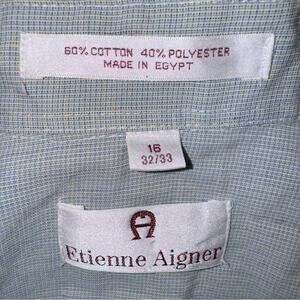 60% COTTON 40% POLYESTER
MADE IN EGYPT
16
32/33
Etienne Aigner